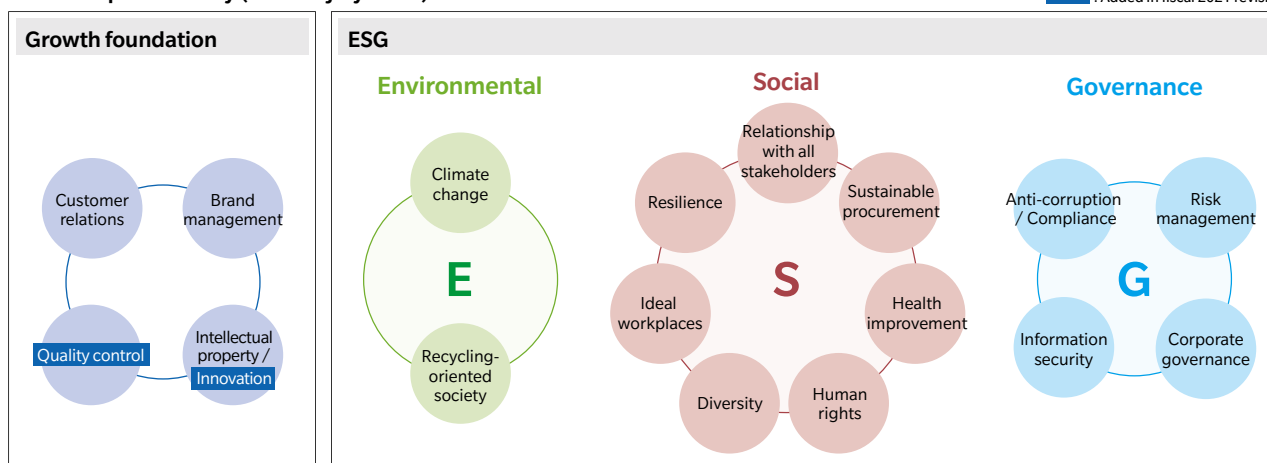 Growth foundation
ESG
Environmental
Social
Governance
Customer
relations
Brand
management
Quality control
Intellectual
property /
Innovation
Climate
change
E
Recycling-
oriented
society
Relationship
with all
stakeholders
Resilience
Sustainable
procurement
S
Ideal
workplaces
Health
improvement
Diversity
Human
rights
Anti-corruption
/ Compliance
Risk
management
G
Information
security
Corporate
governance